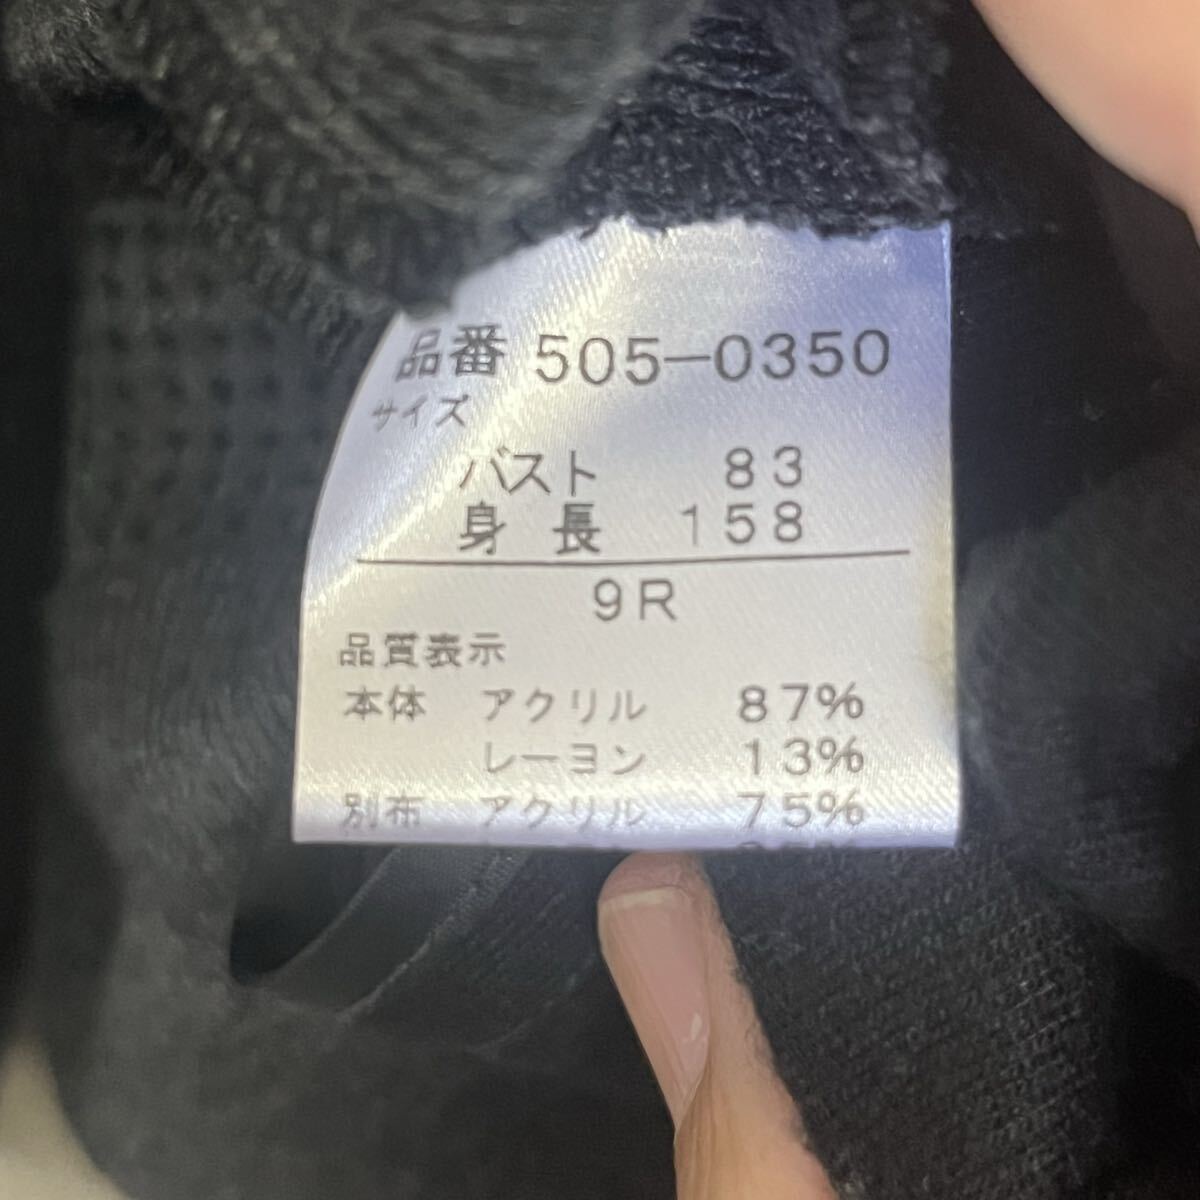 品番 505-0350
サイズ
バスト 83
身長 158
9R
品質表示
本体 アクリル 87%
レーヨン 13%
別布 アクリル 75%